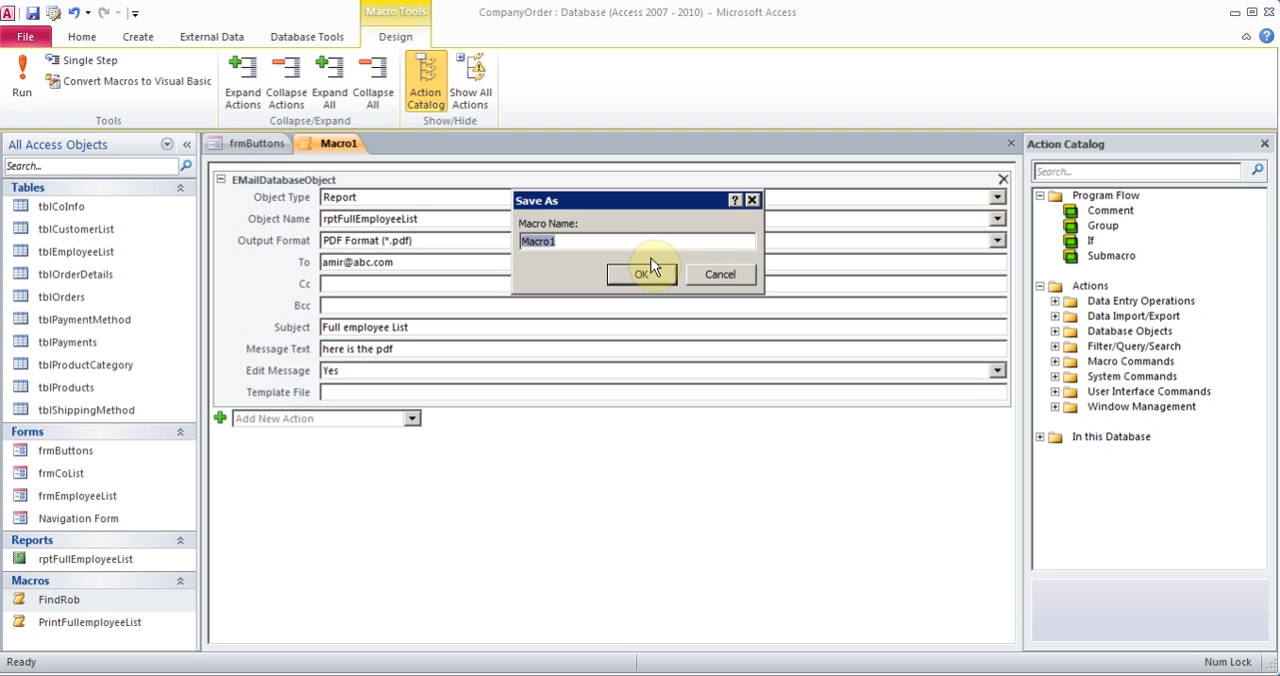 CompanyOrder : Database (Access 2007 - 2010) - Microsoft Access
Macro Tools
File Home Create External Data Database Tools Design
Run
Single Step
Convert Macros to Visual Basic
Tools
Expand Actions
Collapse Actions
Expand All
Collapse All
Collapse/Expand
Action Catalog
Show All Actions
Show/Hide
All Access Objects
Search...
Tables
tblCoInfo
tblCustomerList
tblEmployeeList
tblOrderDetails
tblOrders
tblPaymentMethod
tblPayments
tblProductCategory
tblProducts
tblShippingMethod
Forms
frmButtons
frmCoList
frmEmployeeList
Navigation Form
Reports
rptFullEmployeeList
Macros
FindRob
PrintFullemployeeList
frmButtons Macro1
EMailDatabaseObject
Object Type Report
Object Name rptFullEmployeeList
Output Format PDF Format (*.pdf)
To amir@abc.com
Cc
Bcc
Subject Full employee List
Message Text here is the pdf
Edit Message Yes
Template File
Add New Action
Save As
Macro Name:
Macro1
OK Cancel
Action Catalog
Search...
Program Flow
Comment
Group
If
Submacro
Actions
Data Entry Operations
Data Import/Export
Database Objects
Filter/Query/Search
Macro Commands
System Commands
User Interface Commands
Window Management
In this Database
Ready
Num Lock